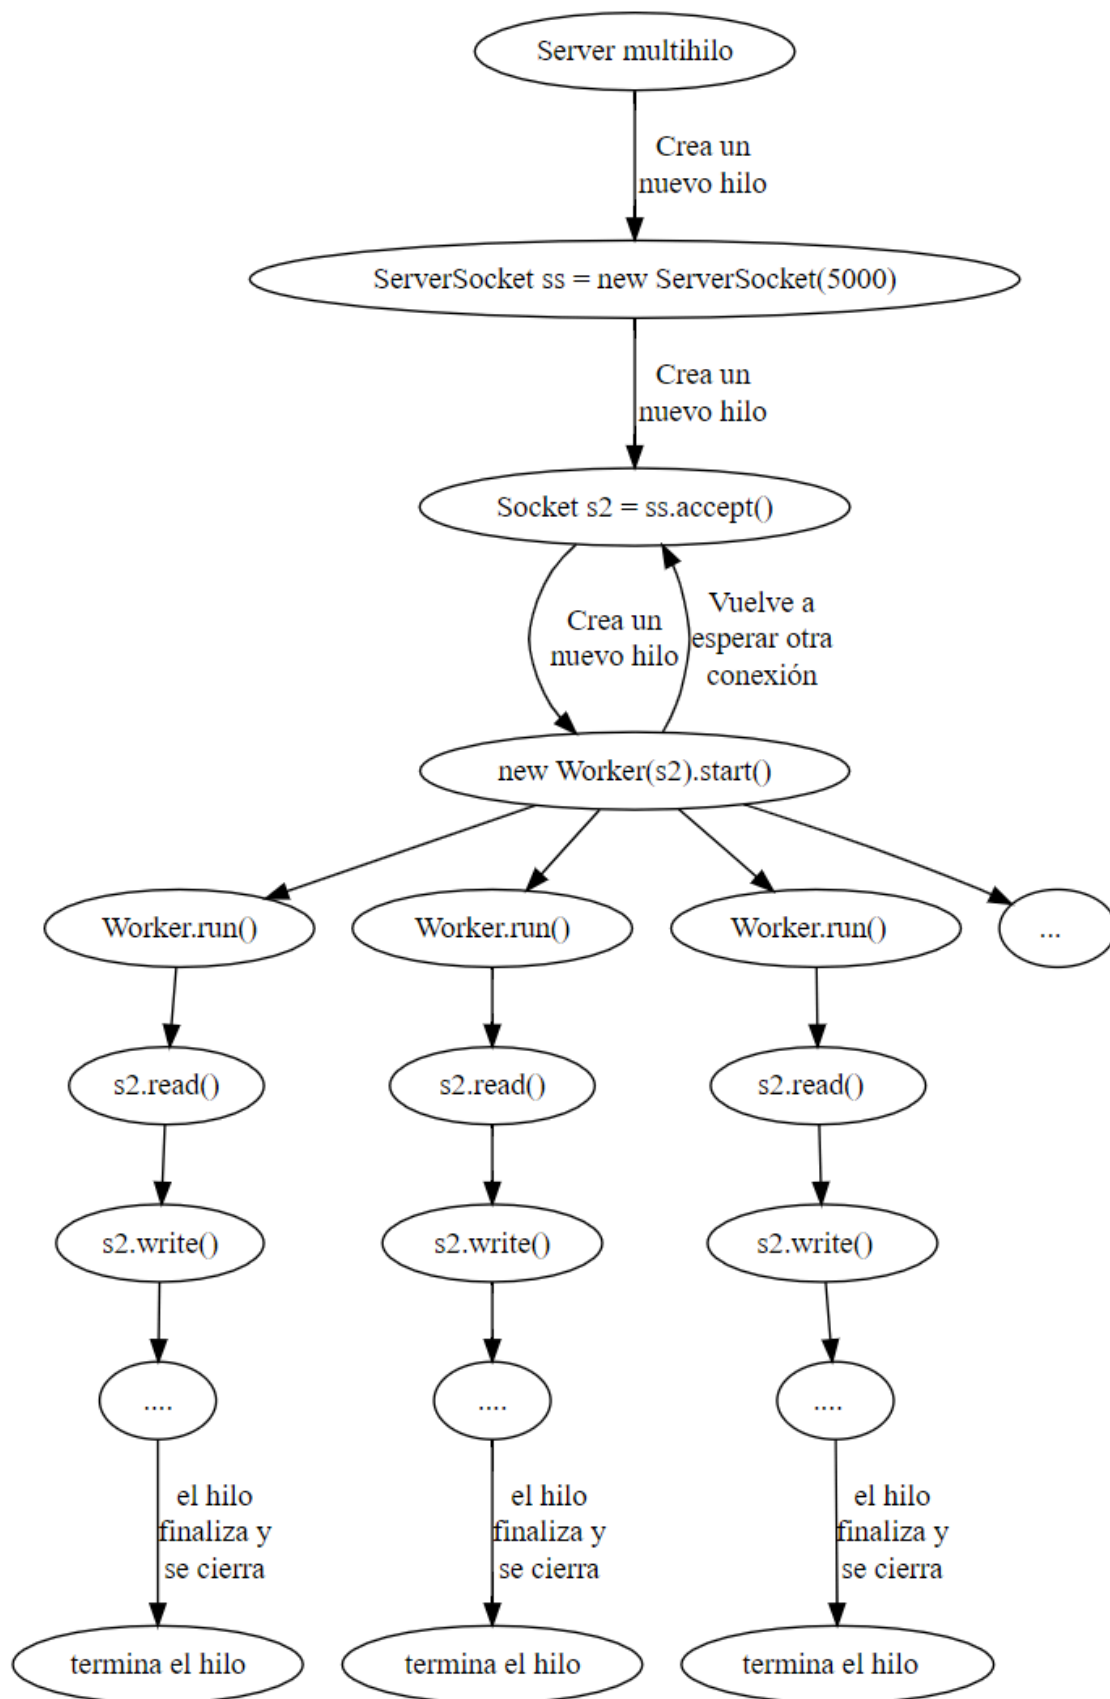 Server multihilo
Crea un
nuevo hilo
ServerSocket ss = new ServerSocket(5000)
Crea un
nuevo hilo
Socket s2 = ss.accept()
Crea un
nuevo hilo
Vuelve a
esperar otra
conexión
new Worker(s2).start()
Worker.run()
Worker.run()
Worker.run()
...
s2.read()
s2.read()
s2.read()
s2.write()
s2.write()
s2.write()
....
....
....
el hilo
finaliza y
se cierra
el hilo
finaliza y
se cierra
el hilo
finaliza y
se cierra
termina el hilo
termina el hilo
termina el hilo